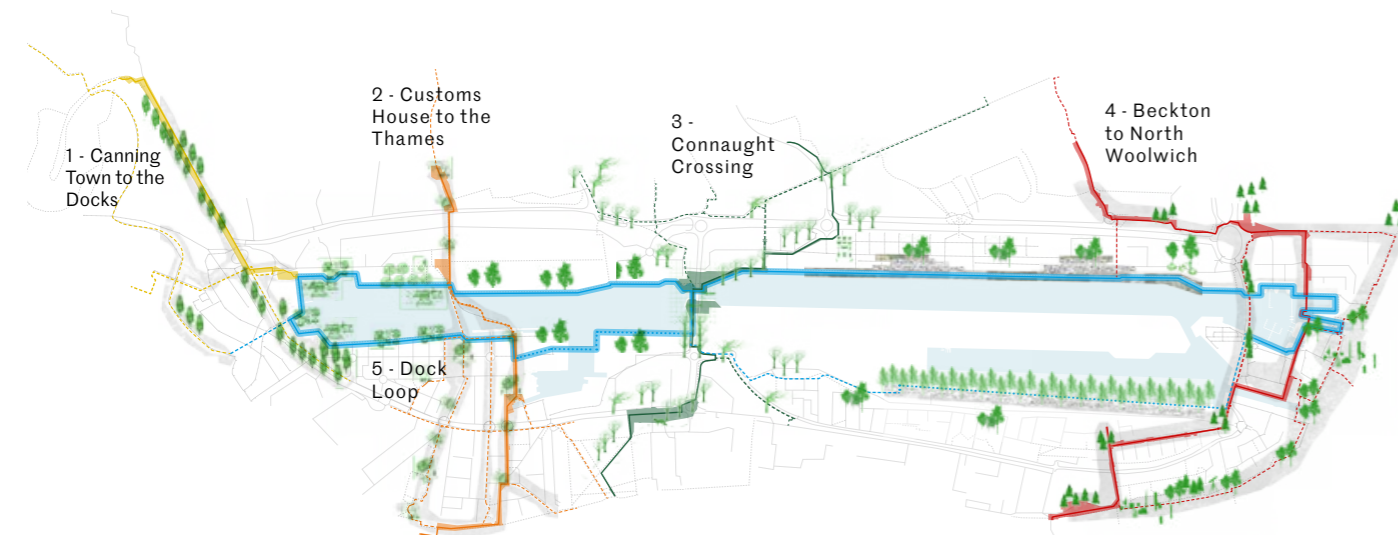 1 - Canning
Town to the
Docks
2 - Customs
House to the
Thames
3 -
Connaught
Crossing
4 - Beckton
to North
Woolwich
5 - Dock
Loop